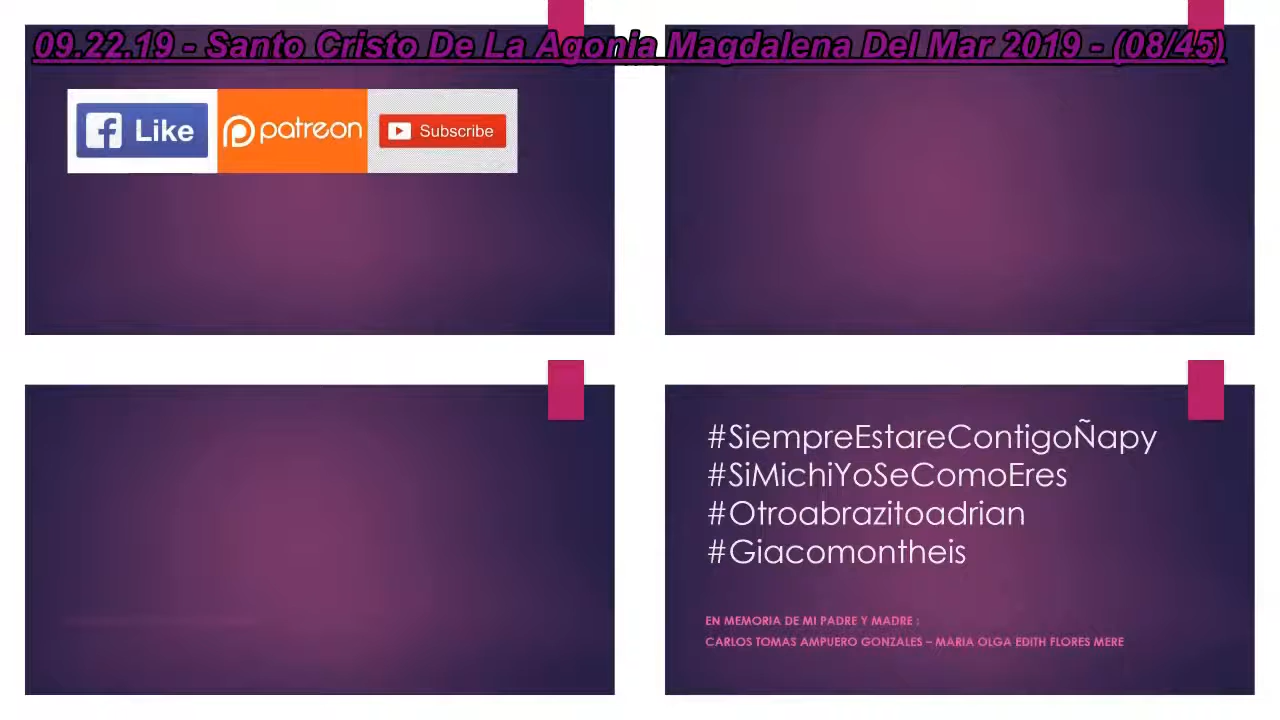 09.22.19 - Santo Cristo De La Agonia Magdalena Del Mar 2019 - (08/45)
Like
patreon
Subscribe
#SiempreEstareContigoÑapy
#SiMichiYoSeComoEres
#Otroabrazitoadrian
#Giacomontheis
EN MEMORIA DE MI PADRE Y MADRE :
CARLOS TOMAS AMPUERO GONZALES – MARIA OLGA EDITH FLORES MERE